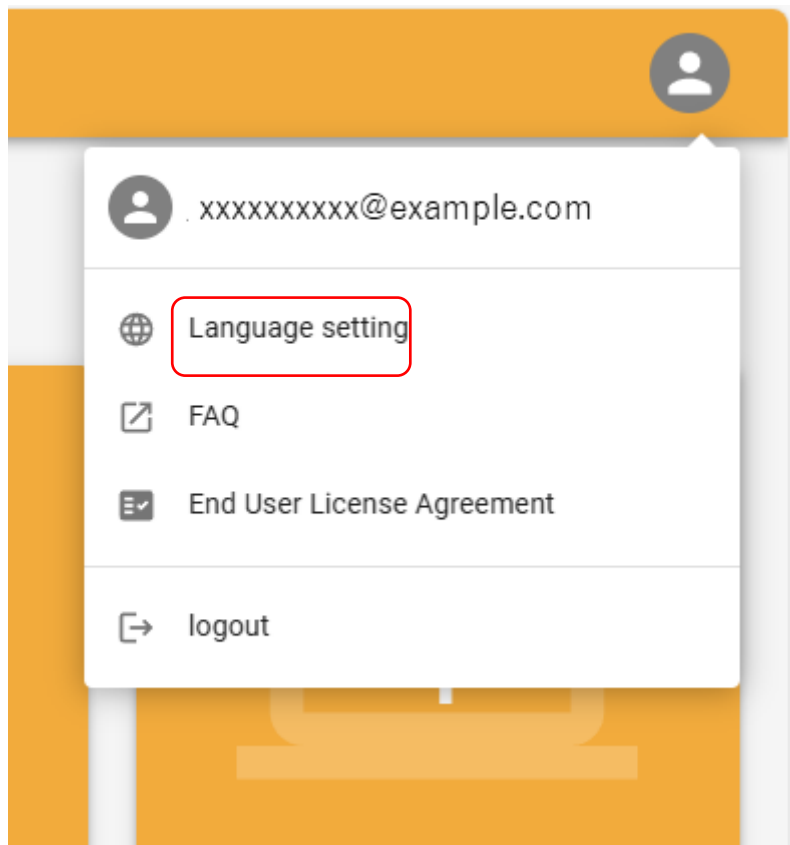 xxxxxxxxxx@example.com
Language setting
FAQ
End User License Agreement
logout